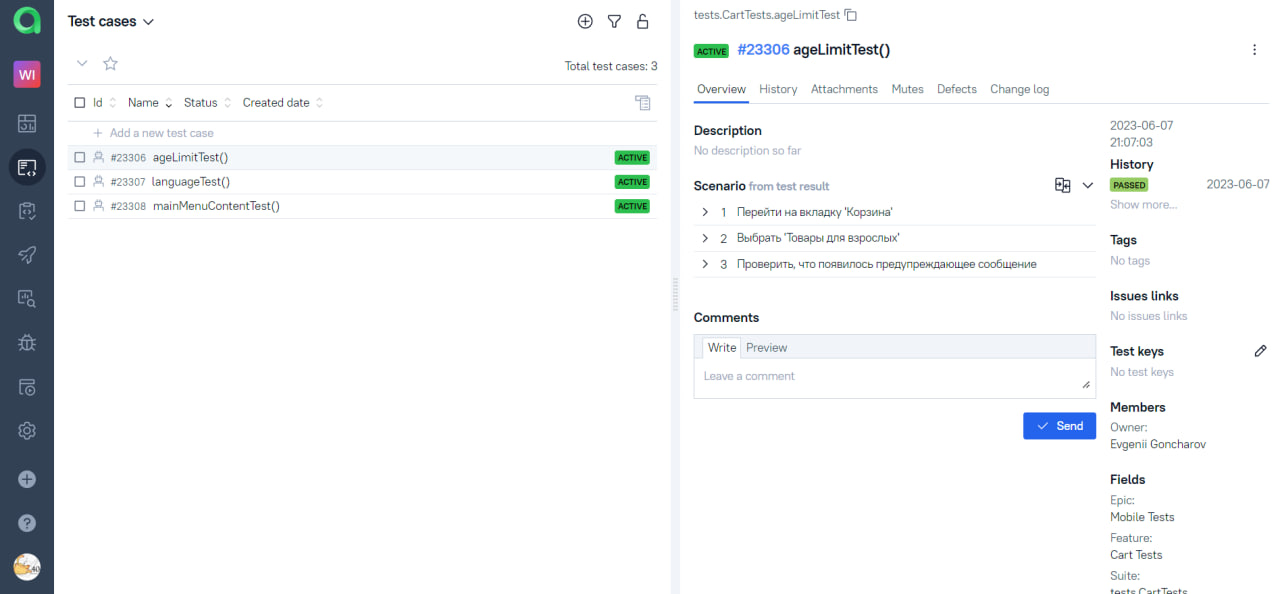 WI
Test cases
Total test cases: 3
Id Name Status Created date
Add a new test case
#23306 ageLimitTest() ACTIVE
#23307 languageTest() ACTIVE
#23308 mainMenuContentTest() ACTIVE
tests.CartTests.ageLimitTest
ACTIVE #23306 ageLimitTest()
Overview History Attachments Mutes Defects Change log
Description
No description so far
Scenario from test result
1 Перейти на вкладку 'Корзина'
2 Выбрать 'Товары для взрослых'
3 Проверить, что появилось предупреждающее сообщение
Comments
Write Preview
Leave a comment
Send
2023-06-07
21:07:03
History
PASSED 2023-06-07
Show more...
Tags
No tags
Issues links
No issues links
Test keys
No test keys
Members
Owner:
Evgenii Goncharov
Fields
Epic:
Mobile Tests
Feature:
Cart Tests
Suite:
tests.CartTests